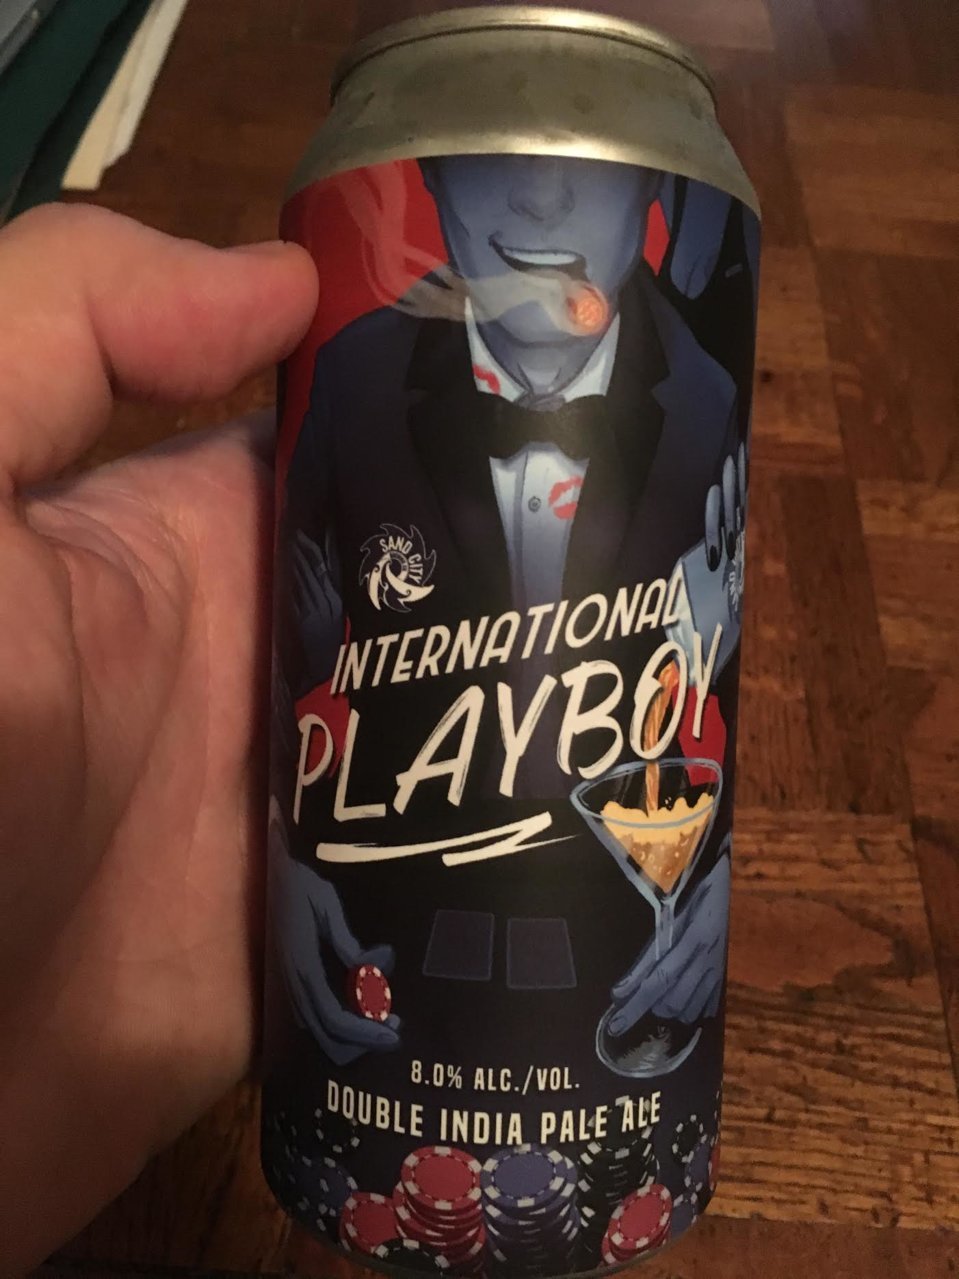 SAND CITY
INTERNATIONAL
PLAYBOY
8.0% ALC./VOL.
DOUBLE INDIA PALE ALE